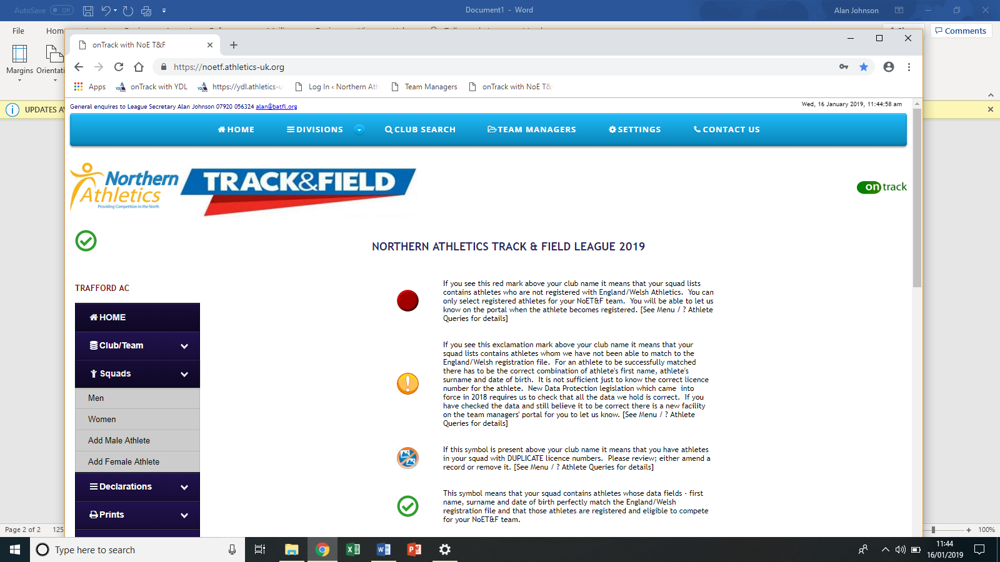 AutoSave Off
Document1 - Word
Alan Johnson
File
Comments
Margins
UPDATES
onTrack with NoE T&F
https://noetf.athletics-uk.org
Apps
onTrack with YDL
https://ydl.athletics-u
Log In ‹ Northern Ath
Team Managers
onTrack with NoE T&
General enquires to League Secretary Alan Johnson 07920 056324 alan@batfl.org
Wed, 16 January 2019, 11:44:58 am
HOME
DIVISIONS
CLUB SEARCH
TEAM MANAGERS
SETTINGS
CONTACT US
Northern
Athletics
Providing Competition in the North
TRACK&FIELD
on track
NORTHERN ATHLETICS TRACK & FIELD LEAGUE 2019
TRAFFORD AC
HOME
Club/Team
Squads
Men
Women
Add Male Athlete
Add Female Athlete
Declarations
Prints
If you see this red mark above your club name it means that your squad lists
contains athletes who are not registered with England/Welsh Athletics. You can
only select registered athletes for your NoET&F team. You will be able to let us
know on the portal when the athlete becomes registered. [See Menu / ? Athlete
Queries for details]
If you see this exclamation mark above your club name it means that your
squad lists contains athletes whom we have not been able to match to the
England/Welsh registration file. For an athlete to be successfully matched
there has to be the correct combination of athlete's first name, athlete's
surname and date of birth. It is not sufficient just to know the correct licence
number for the athlete. New Data Protection legislation which came into
force in 2018 requires us to check that all the data we hold is correct. If you
have checked the data and still believe it to be correct there is a new facility
on the team managers' portal for you to let us know. [See Menu / ? Athlete
Queries for details]
If this symbol is present above your club name it means that you have athletes
in your squad with DUPLICATE licence numbers. Please review; either amend a
record or remove it. [See Menu / ? Athlete Queries for details]
This symbol means that your squad contains athletes whose data fields - first
name, surname and date of birth perfectly match the England/Welsh
registration file and that those athletes are registered and eligible to compete
for your NoET&F team.
Page 2 of 2
125
100%
Type here to search
11:44
16/01/2019